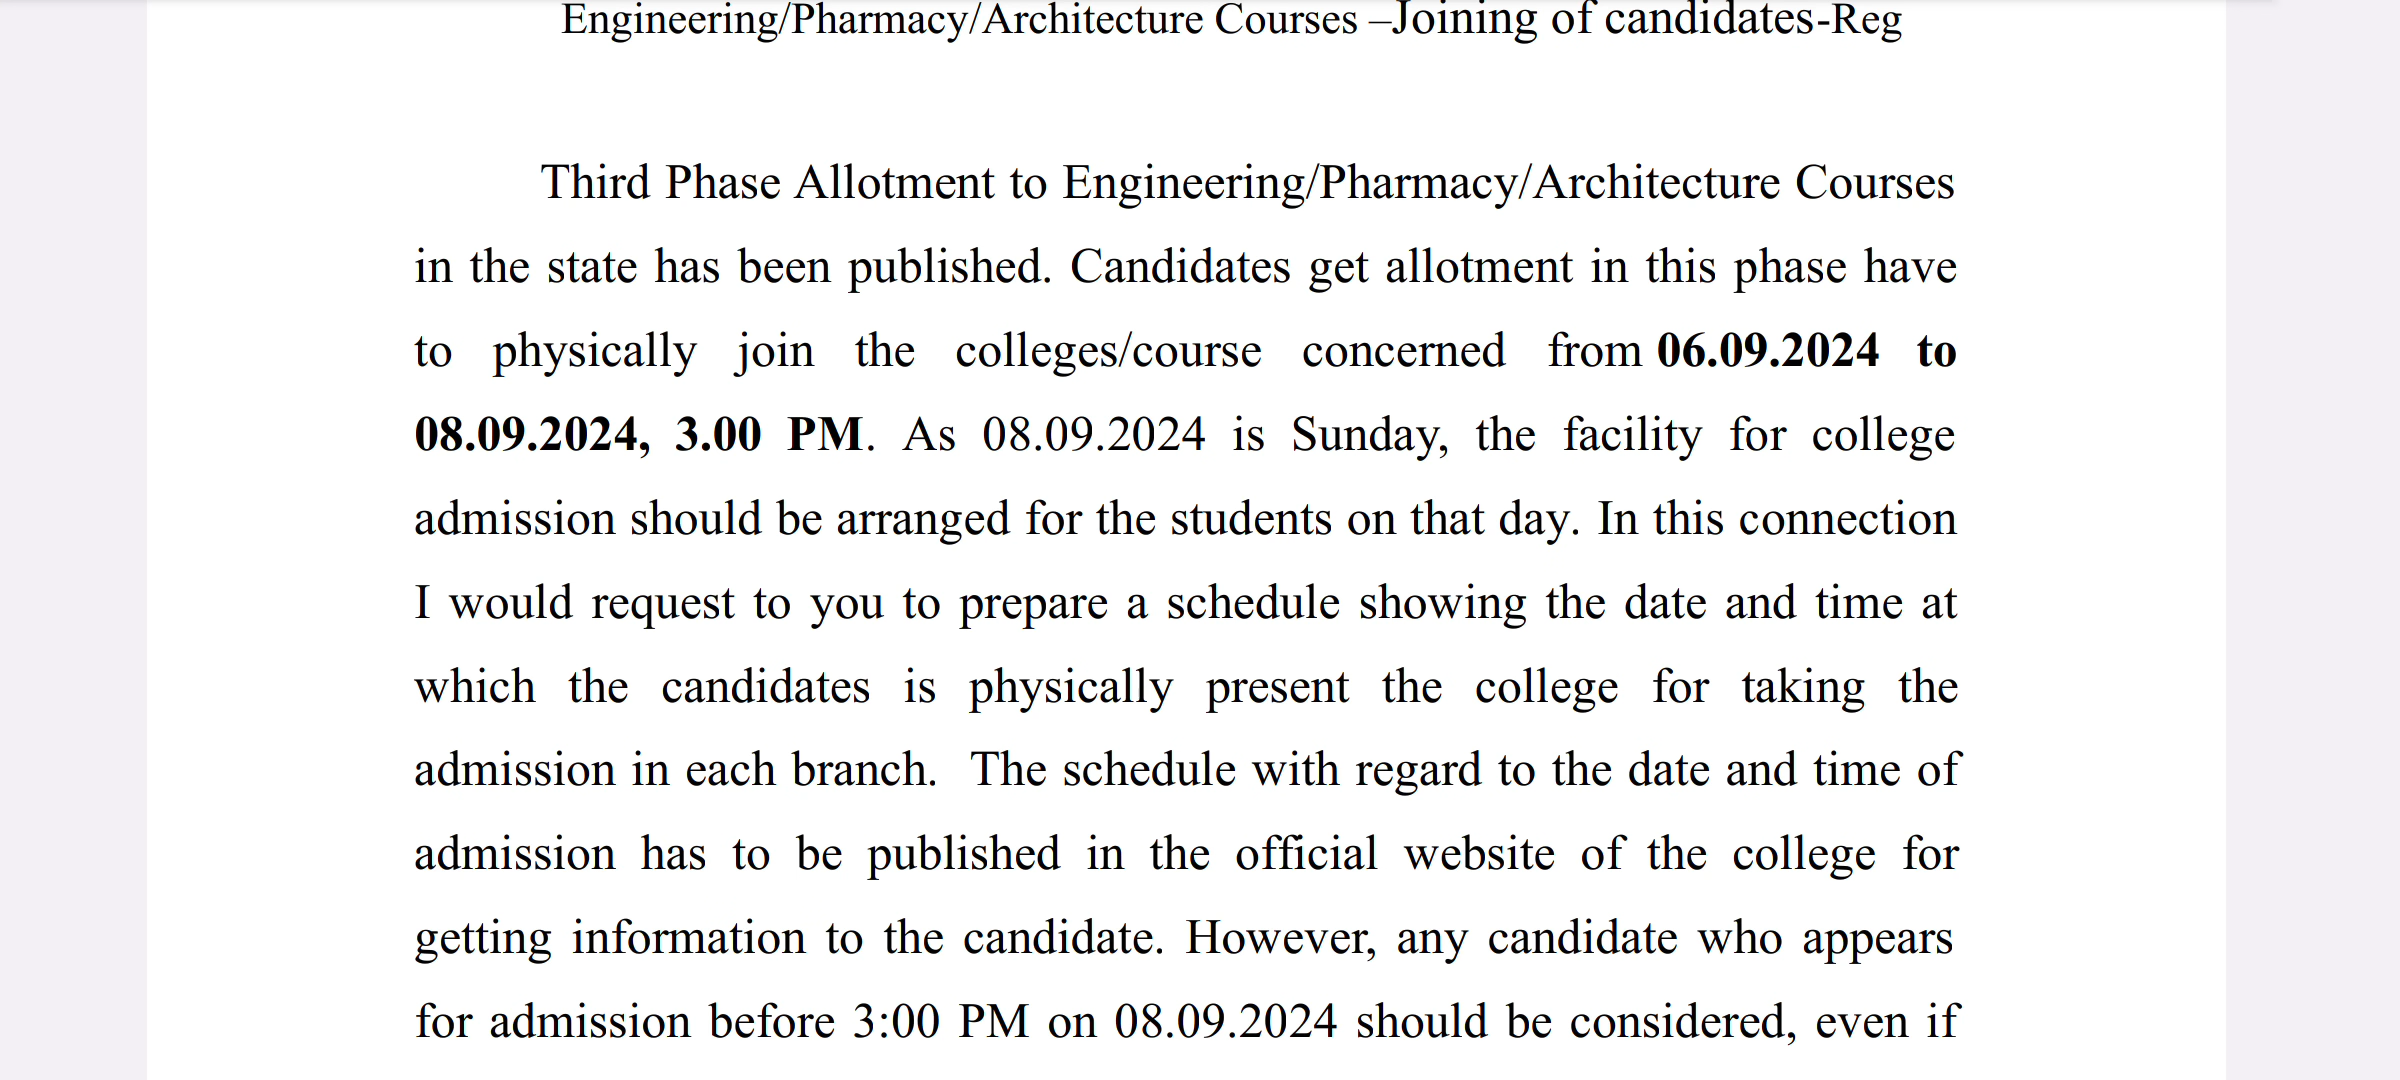 Engineering/Pharmacy/Architecture Courses –Joining of candidates-Reg
Third Phase Allotment to Engineering/Pharmacy/Architecture Courses
in the state has been published. Candidates get allotment in this phase have
to physically join the colleges/course concerned from 06.09.2024 to
08.09.2024, 3.00 PM. As 08.09.2024 is Sunday, the facility for college
admission should be arranged for the students on that day. In this connection
I would request to you to prepare a schedule showing the date and time at
which the candidates is physically present the college for taking the
admission in each branch.  The schedule with regard to the date and time of
admission has to be published in the official website of the college for
getting information to the candidate. However, any candidate who appears
for admission before 3:00 PM on 08.09.2024 should be considered, even if